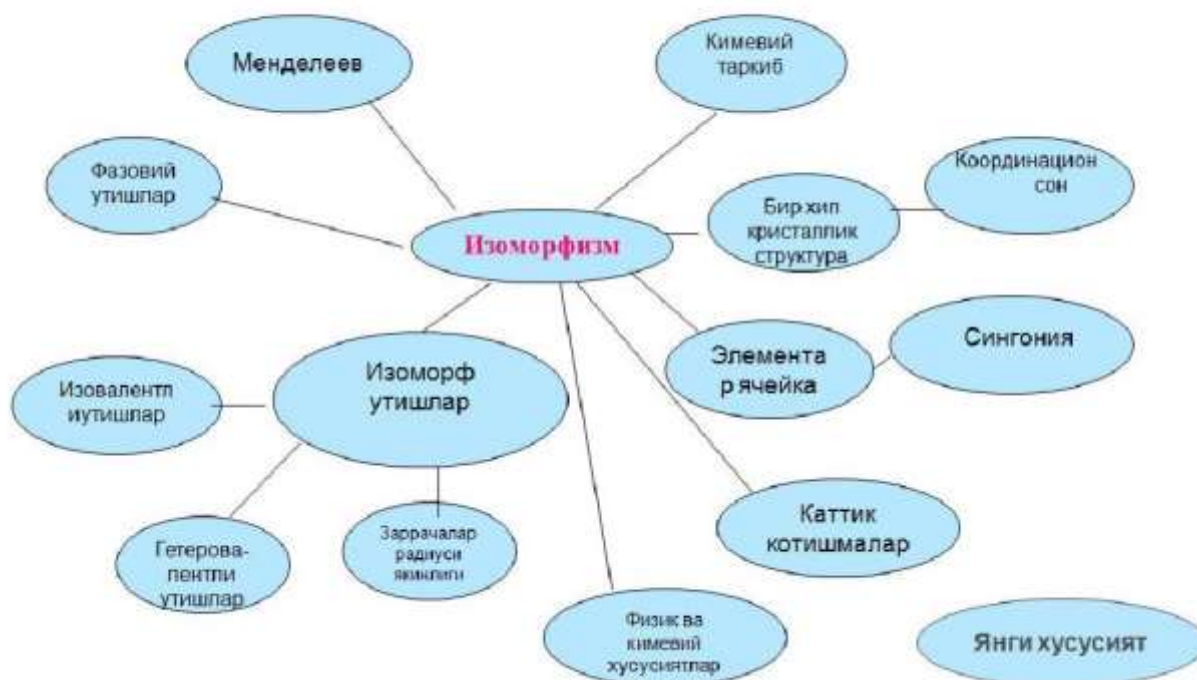 Менделеев
Кимевий
таркиб
Фазовий
утишлар
Координацион
сон
Бир хил
кристаллик
структура
Изоморфизм
Сингония
Элемента
р ячейка
Изоморф
утишлар
Изовалентл
иутишлар
Каттик
котишмалар
Заррачалар
радиуси
якинлиги
Гетерова-
лентли
утишлар
Физик ва
кимевий
хусусиятлар
Янги хусусият